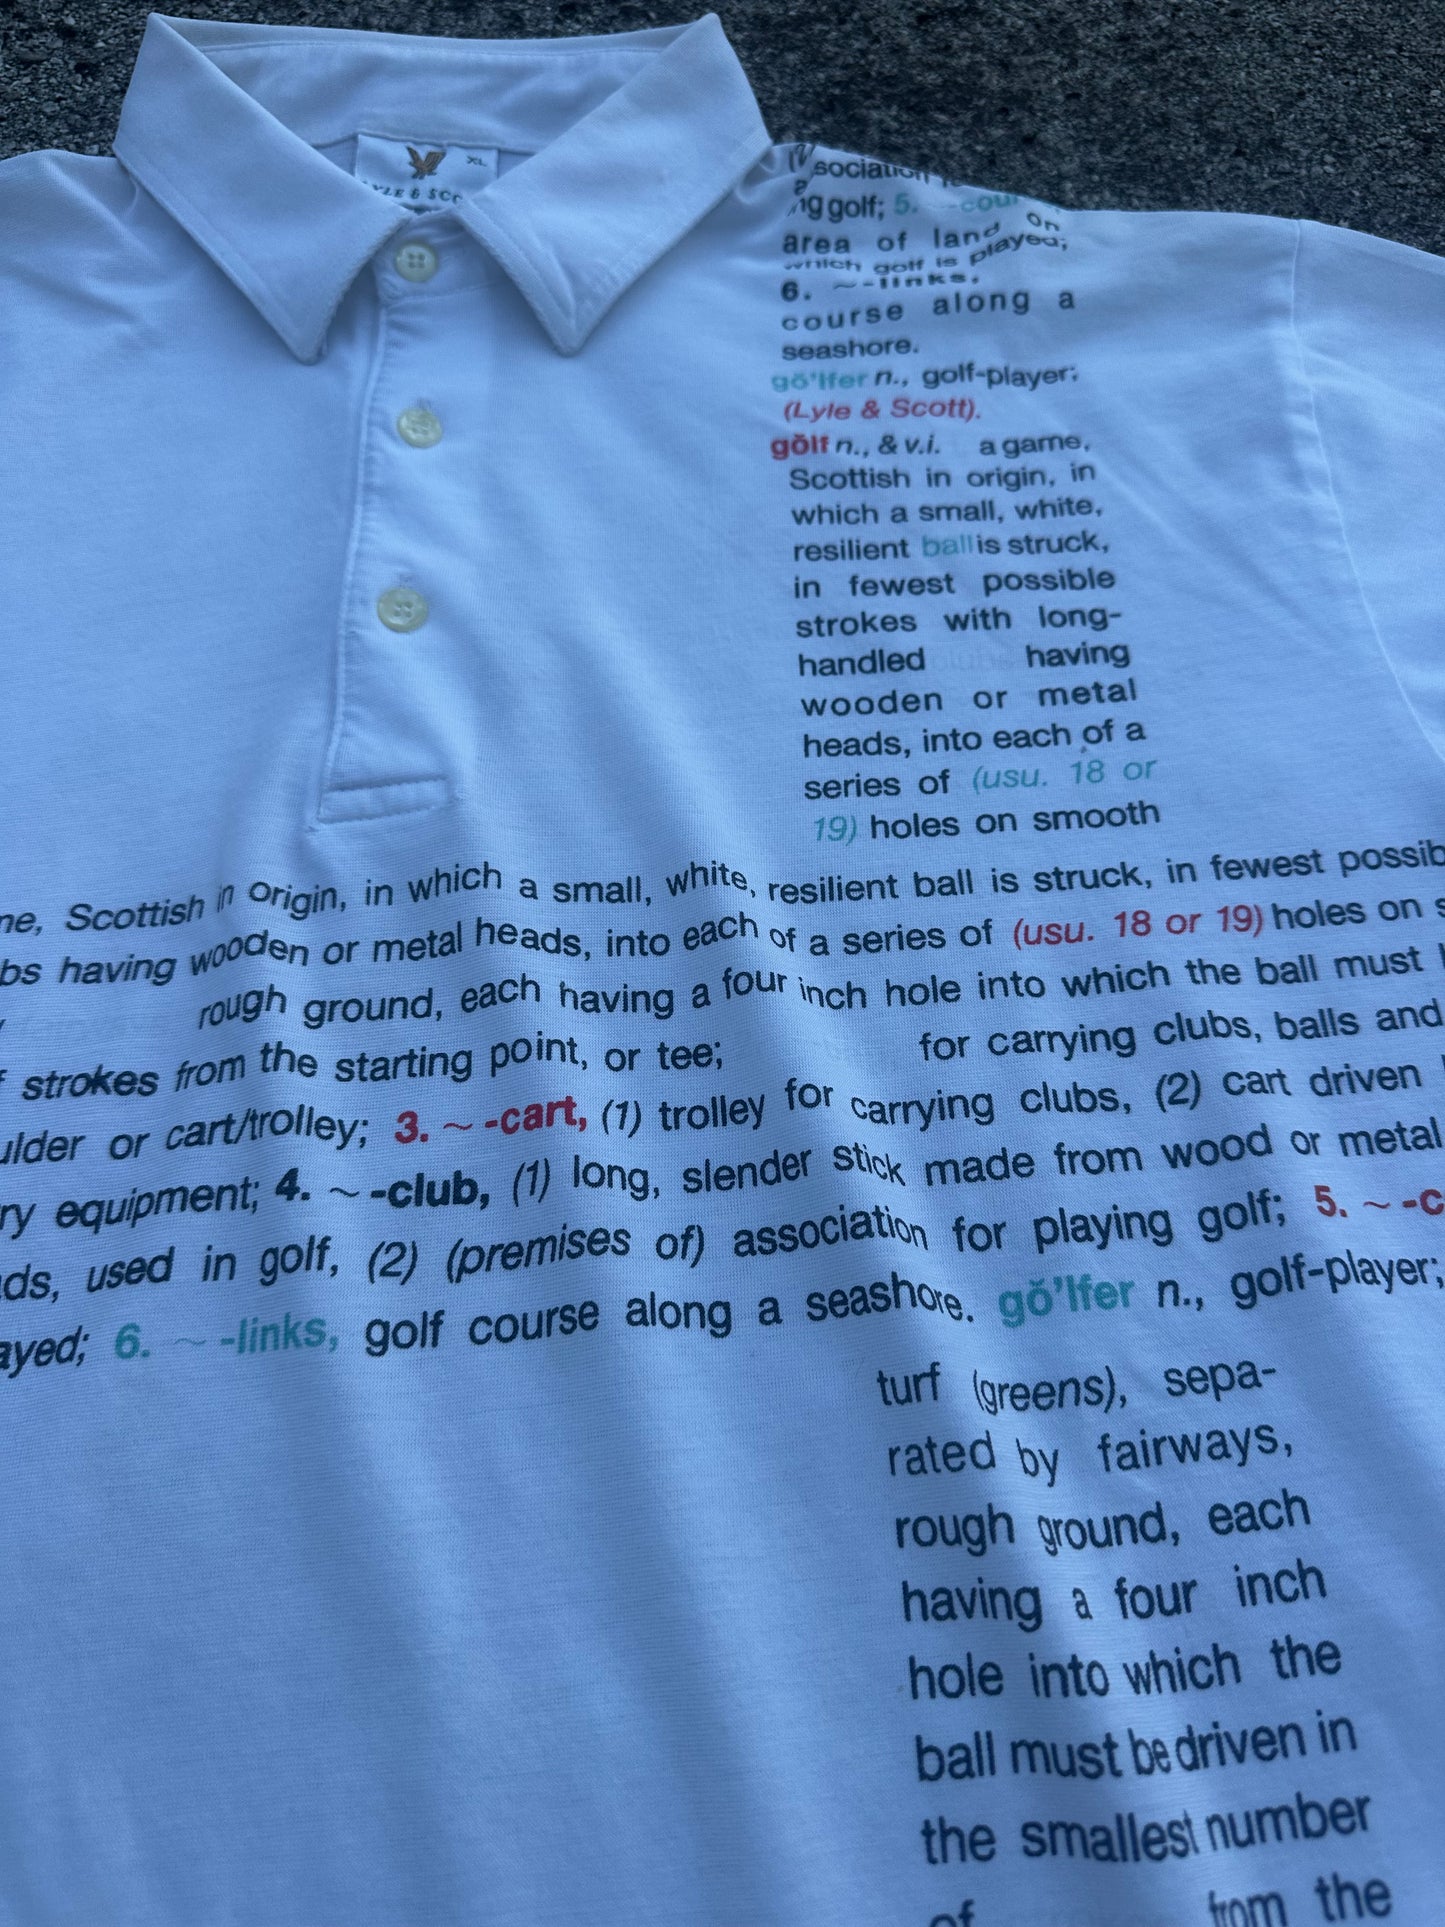 XL
LYLE & SCO
sociation
ng golf; 5. ~-cou
area of land on
which golf is played;
6. ~-links,
course along a
seashore.
gŏ'lfer n., golf-player;
(Lyle & Scott).
gŏlf n., & v.i. a game,
Scottish in origin, in
which a small, white,
resilient ball is struck,
in fewest possible
strokes with long-
handled clubs having
wooden or metal
heads, into each of a
series of (usu. 18 or
19) holes on smooth
me, Scottish in origin, in which a small, white, resilient ball is struck, in fewest possib
bs having wooden or metal heads, into each of a series of (usu. 18 or 19) holes on s
rough ground, each having a four inch hole into which the ball must
f strokes from the starting point, or tee; for carrying clubs, balls and
ulder or cart/trolley; 3. ~-cart, (1) trolley for carrying clubs, (2) cart driven
ry equipment; 4. ~-club, (1) long, slender stick made from wood or metal
ds, used in golf, (2) (premises of) association for playing golf; 5. ~-c
ayed; 6. ~-links, golf course along a seashore. gŏ'lfer n., golf-player;
turf (greens), sepa-
rated by fairways,
rough ground, each
having a four inch
hole into which the
ball must be driven in
the smallest number
of from the